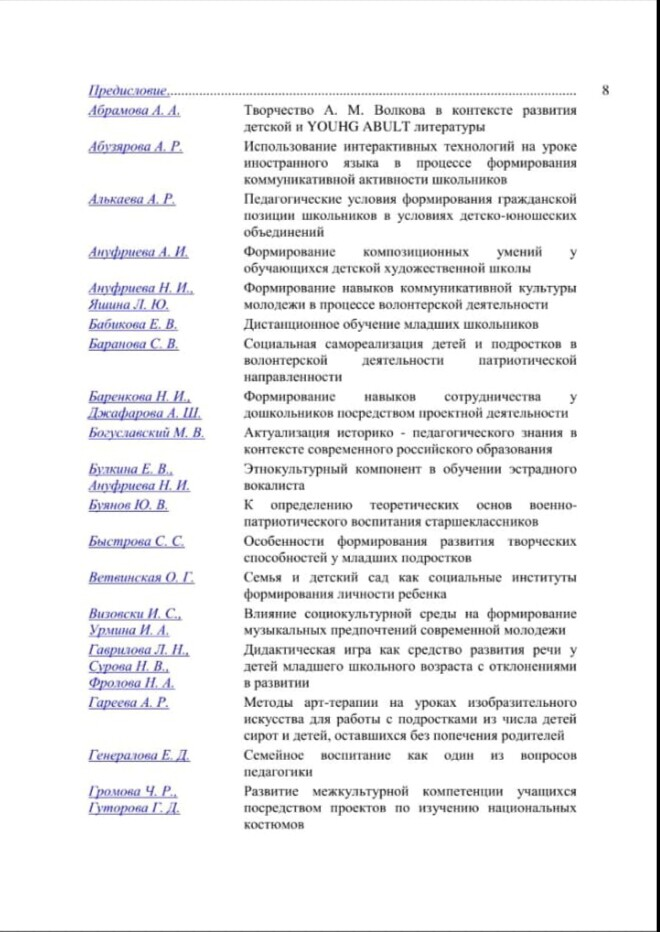 Предисловие.......................................................................................................... 8
Абрамова А. А. Творчество А. М. Волкова в контексте развития
детской и YOUHG ABULT литературы
Абузярова А. Р. Использование интерактивных технологий на уроке
иностранного языка в процессе формирования
коммуникативной активности школьников
Алькаева А. Р. Педагогические условия формирования гражданской
позиции школьников в условиях детско-юношеских
объединений
Ануфриева А. И. Формирование композиционных умений у
обучающихся детской художественной школы
Ануфриева Н. И., Формирование навыков коммуникативной культуры
Яшина Л. Ю. молодежи в процессе волонтерской деятельности
Бабикова Е. В. Дистанционное обучение младших школьников
Баранова С. В. Социальная самореализация детей и подростков в
волонтерской деятельности патриотической
направленности
Баренкова Н. И., Формирование навыков сотрудничества у
Джафарова А. Ш. дошкольников посредством проектной деятельности
Богуславский М. В. Актуализация историко - педагогического знания в
контексте современного российского образования
Булкина Е. В., Этнокультурный компонент в обучении эстрадного
Ануфриева Н. И. вокалиста
Буянов Ю. В. К определению теоретических основ военно-
патриотического воспитания старшеклассников
Быстрова С. С. Особенности формирования развития творческих
способностей у младших подростков
Ветвинская О. Г. Семья и детский сад как социальные институты
формирования личности ребенка
Визовски И. С., Влияние социокультурной среды на формирование
Урмина И. А. музыкальных предпочтений современной молодежи
Гаврилова Л. Н., Дидактическая игра как средство развития речи у
Сурова Н. В., детей младшего школьного возраста с отклонениями
Фролова Н. А. в развитии
Гареева А. Р. Методы арт-терапии на уроках изобразительного
искусства для работы с подростками из числа детей
сирот и детей, оставшихся без попечения родителей
Генералова Е. Д. Семейное воспитание как один из вопросов
педагогики
Громова Ч. Р., Развитие межкультурной компетенции учащихся
Гуторова Г. Д. посредством проектов по изучению национальных
костюмов